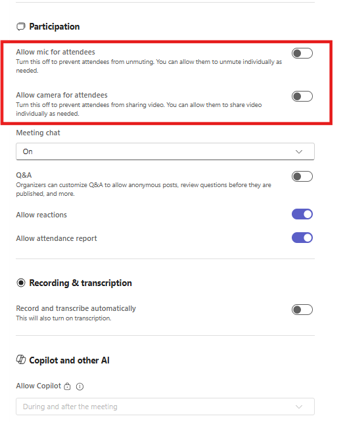 Participation
Allow mic for attendees
Turn this off to prevent attendees from unmuting. You can allow them to unmute individually as
needed.
Allow camera for attendees
Turn this off to prevent attendees from sharing video. You can allow them to share video
individually as needed.
Meeting chat
On
Q&A
Organizers can customize Q&A to allow anonymous posts, review questions before they are
published, and more.
Allow reactions
Allow attendance report
Recording & transcription
Record and transcribe automatically
This will also turn on transcription.
Copilot and other AI
Allow Copilot
During and after the meeting